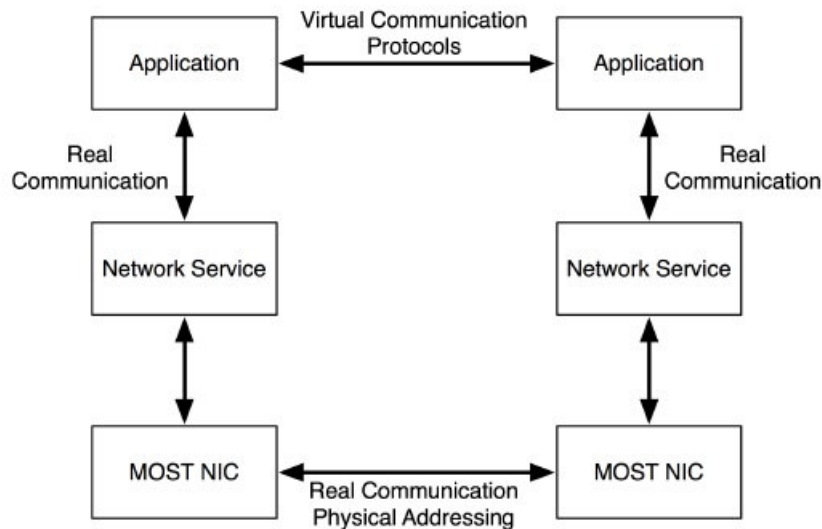 Virtual Communication
Protocols
Application
Application
Real
Communication
Real
Communication
Network Service
Network Service
MOST NIC
MOST NIC
Real Communication
Physical Addressing